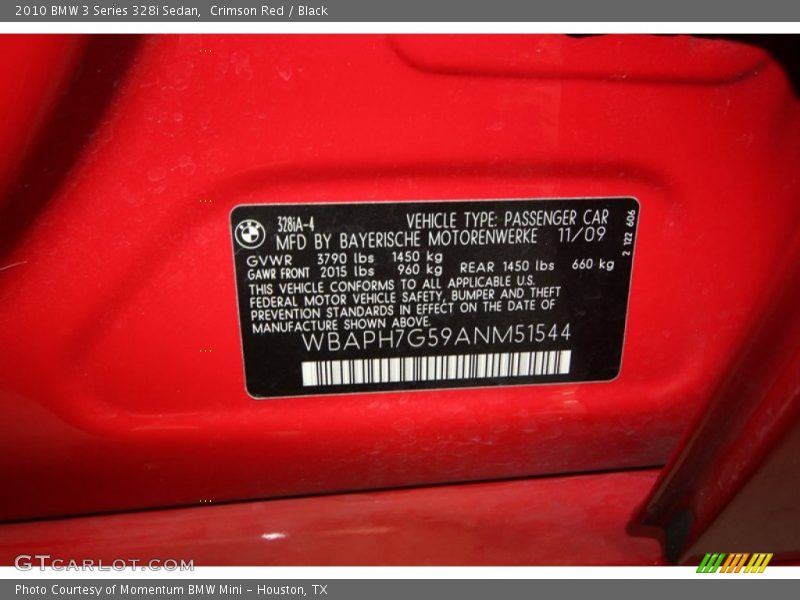 2010 BMW 3 Series 328i Sedan,  Crimson Red / Black
328iA-4
VEHICLE TYPE: PASSENGER CAR
MFD BY BAYERISCHE MOTORENWERKE 11/09
GVWR 3790 lbs 1450 kg
GAWR FRONT 2015 lbs 960 kg REAR 1450 lbs 660 kg
THIS VEHICLE CONFORMS TO ALL APPLICABLE U.S.
FEDERAL MOTOR VEHICLE SAFETY, BUMPER AND THEFT
PREVENTION STANDARDS IN EFFECT ON THE DATE OF
MANUFACTURE SHOWN ABOVE.
WBAPH7G59ANM51544
2 122 606
GTCARLOT.COM
Photo Courtesy of Momentum BMW Mini - Houston, TX